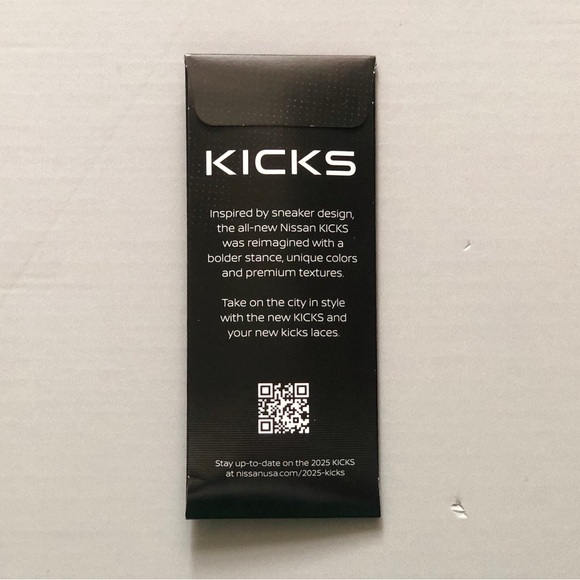 KICKS
Inspired by sneaker design,
the all-new Nissan KICKS
was reimagined with a
bolder stance, unique colors
and premium textures.
Take on the city in style
with the new KICKS and
your new kicks laces.
Stay up-to-date on the 2025 KICKS
at nissanusa.com/2025-kicks